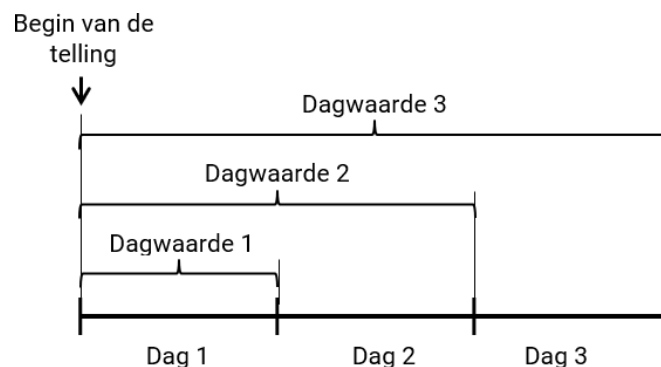 Begin van de
telling
Dagwaarde 3
Dagwaarde 2
Dagwaarde 1
Dag 1
Dag 2
Dag 3